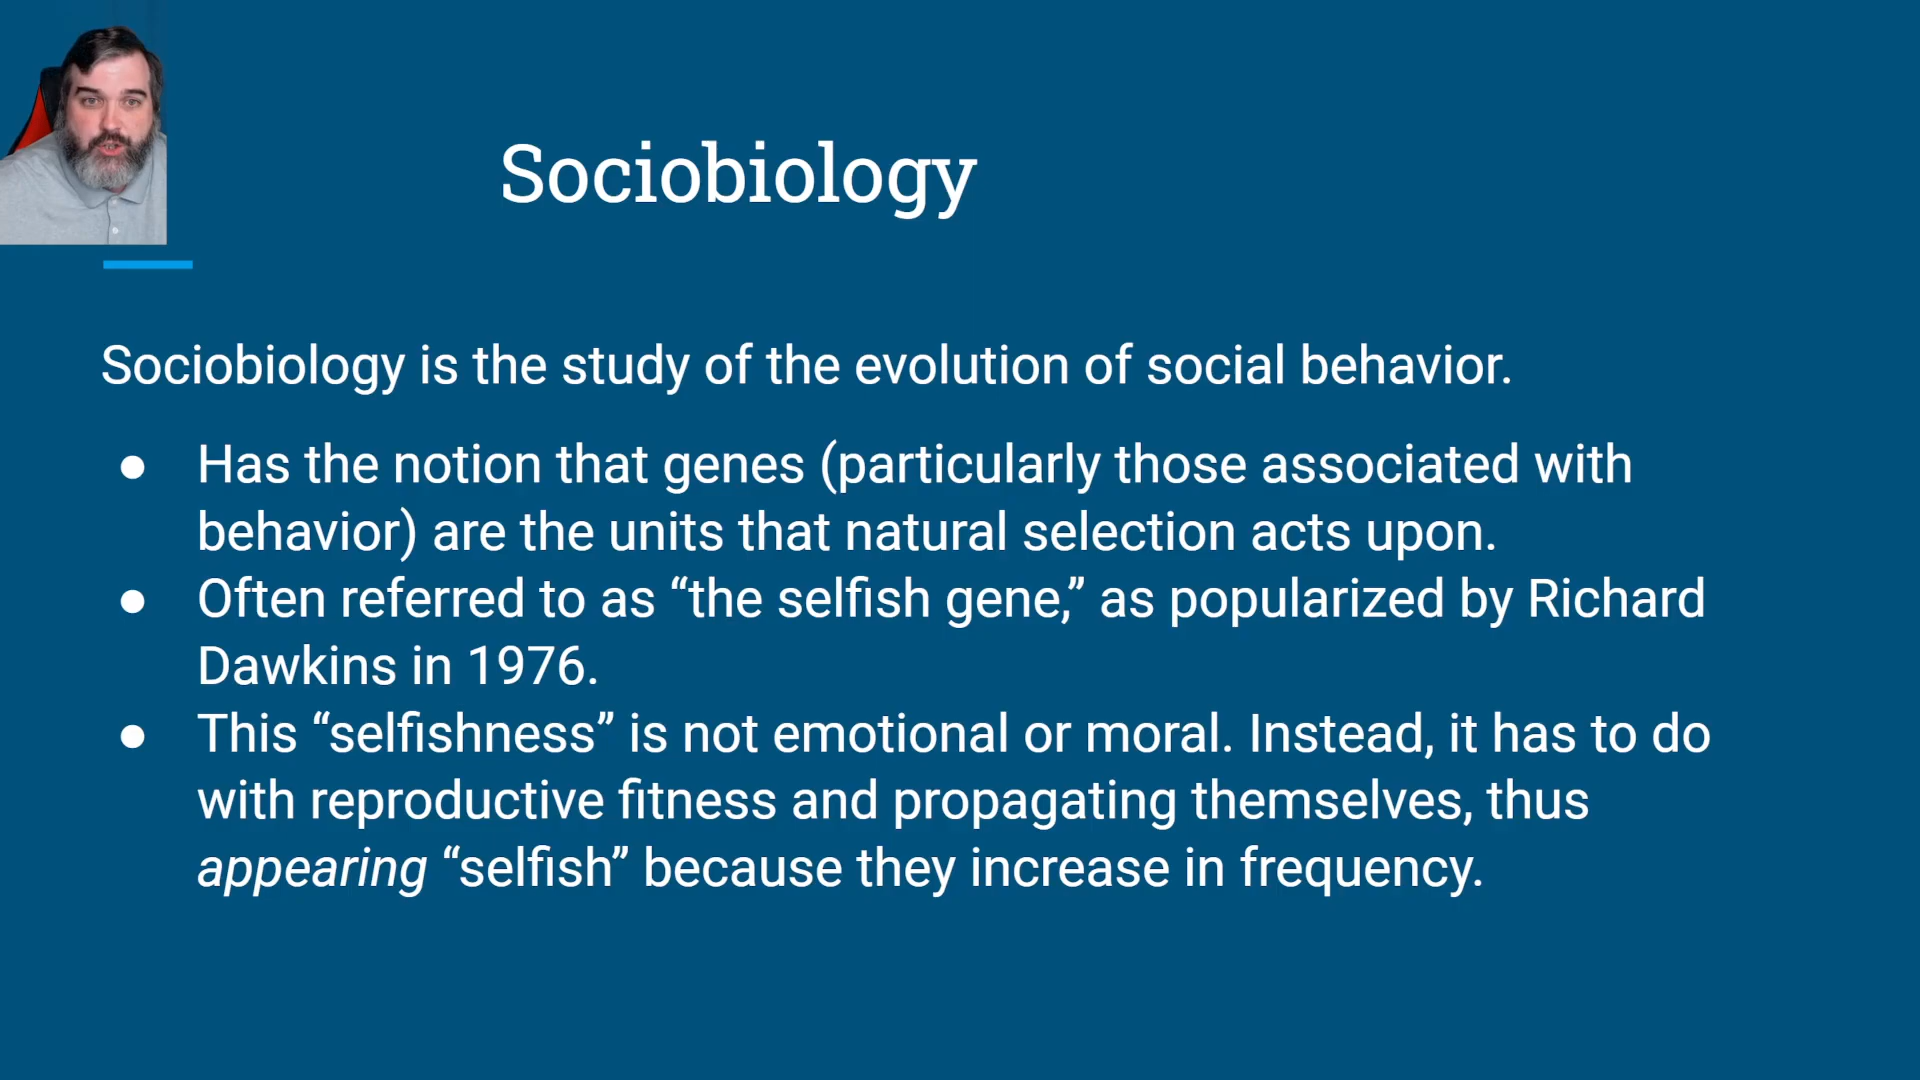 Sociobiology
Sociobiology is the study of the evolution of social behavior.
● Has the notion that genes (particularly those associated with
behavior) are the units that natural selection acts upon.
● Often referred to as “the selfish gene,” as popularized by Richard
Dawkins in 1976.
● This “selfishness” is not emotional or moral. Instead, it has to do
with reproductive fitness and propagating themselves, thus
appearing “selfish” because they increase in frequency.